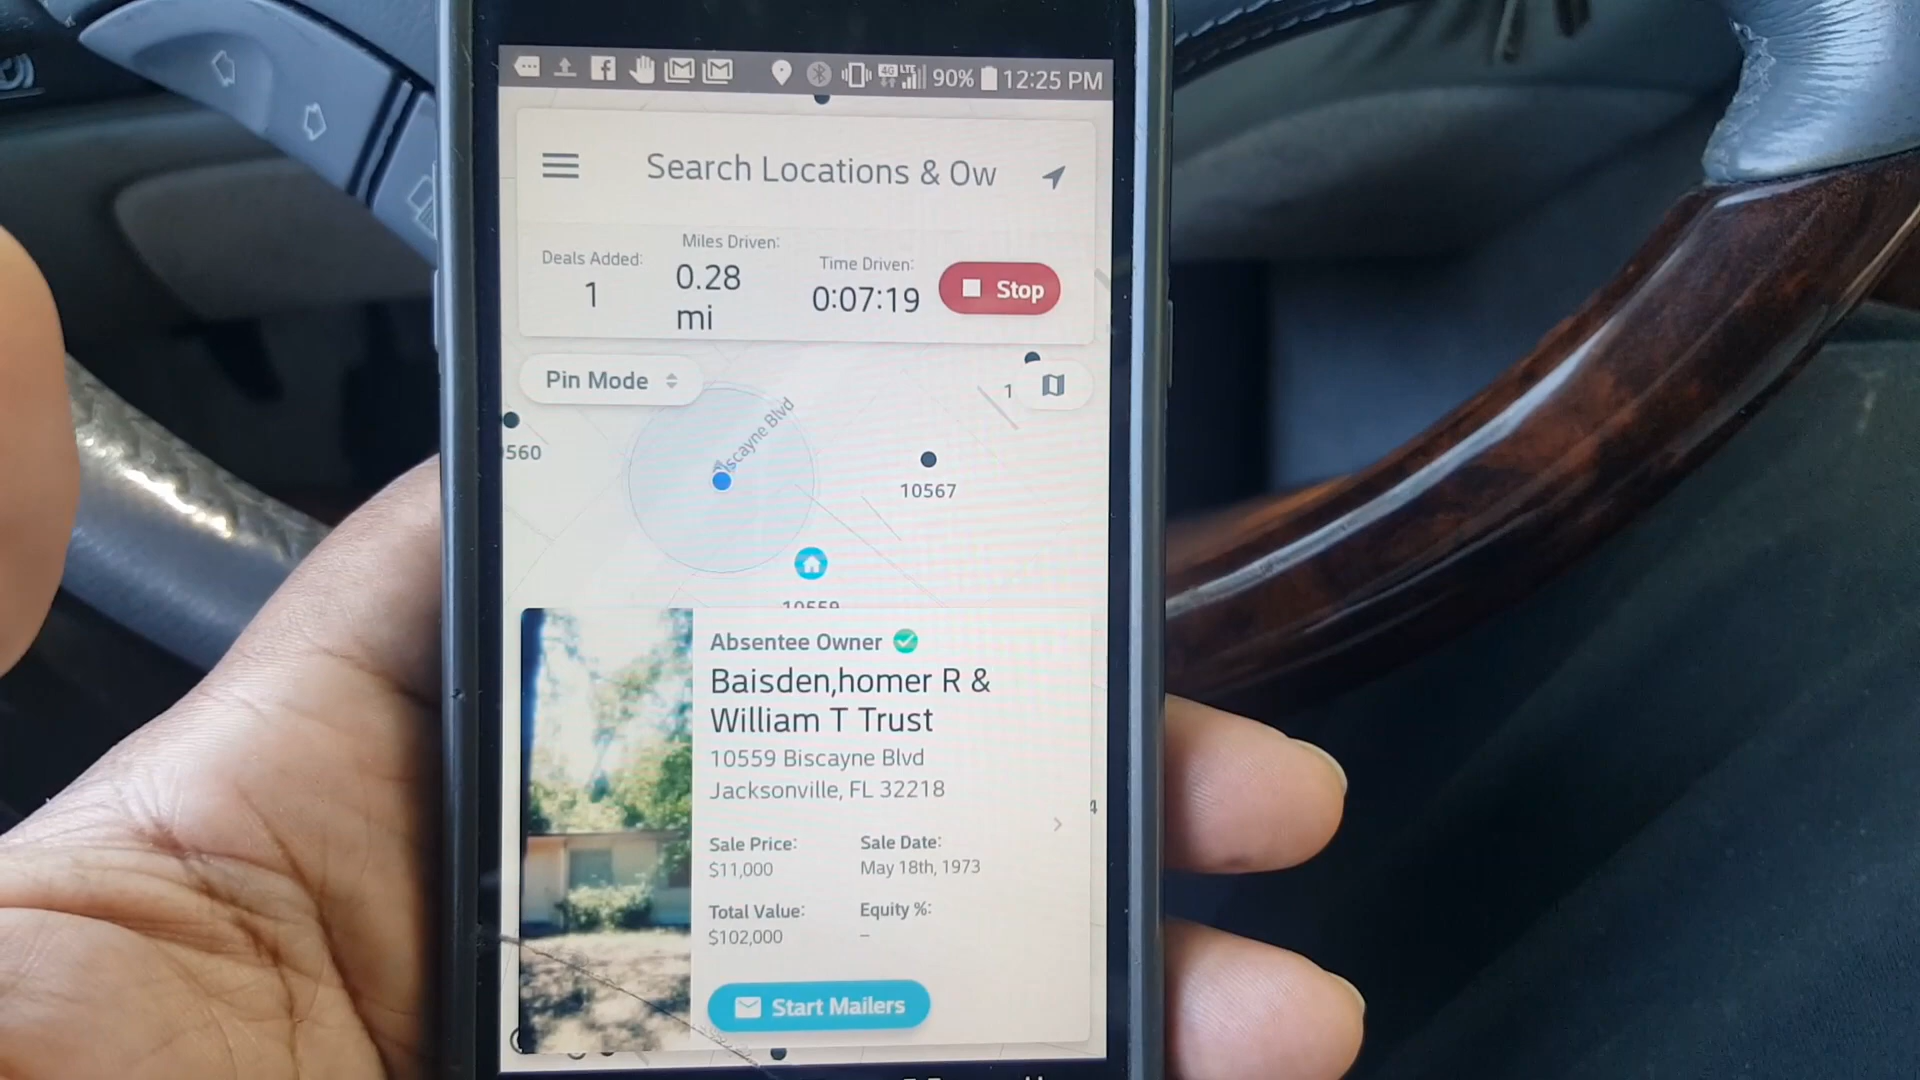 4G LTE 90% 12:25 PM
Search Locations & Ow
Deals Added:
1
Miles Driven:
0.28
mi
Time Driven:
0:07:19
Stop
Pin Mode
1
Biscayne Blvd
560
10567
10559
Absentee Owner
Baisden,homer R &
William T Trust
10559 Biscayne Blvd
Jacksonville, FL 32218
4
Sale Price:
$11,000
Sale Date:
May 18th, 1973
Total Value:
$102,000
Equity %:
–
Start Mailers